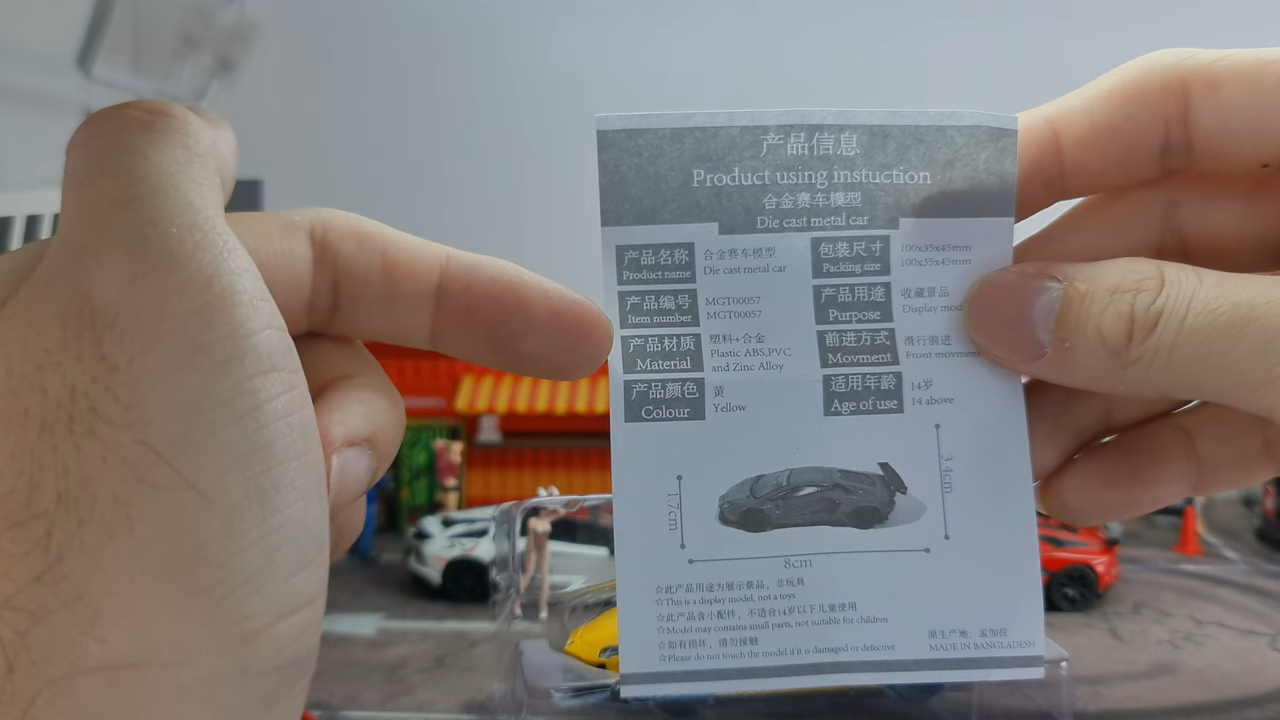 产品信息
Product using instuction
合金赛车模型
Die cast metal car
产品名称
Product name
合金赛车模型
Die cast metal car
包装尺寸
Packing size
100x35x45mm
100x35x45mm
产品编号
Item number
MGT00057
MGT00057
产品用途
Purpose
收藏景品
Display mod
产品材质
Material
塑料+合金
Plastic ABS,PVC
and Zinc Alloy
前进方式
Movment
滑行前进
Front movment
产品颜色
Colour
黄
Yellow
适用年龄
Age of use
14岁
14 above
1.7cm
3.4cm
8cm
☆此产品用途为展示景品，非玩具
☆This is a display model, not a toys
☆此产品含小配件，不适合14岁以下儿童使用
☆Model may contains small parts, not suitable for children
☆如有损坏，请勿接触
☆Please do not touch the model if it is damaged or defective
原生产地：孟加拉
MADE IN BANGLADESH